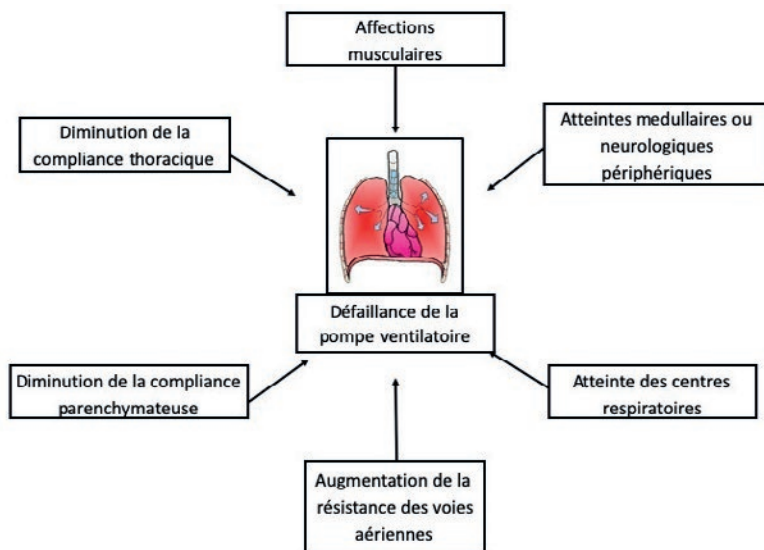 Affections
musculaires
Diminution de la
compliance thoracique
Atteintes medullaires ou
neurologiques
périphériques
Défaillance de la
pompe ventilatoire
Diminution de la compliance
parenchymateuse
Atteinte des centres
respiratoires
Augmentation de la
résistance des voies
aériennes